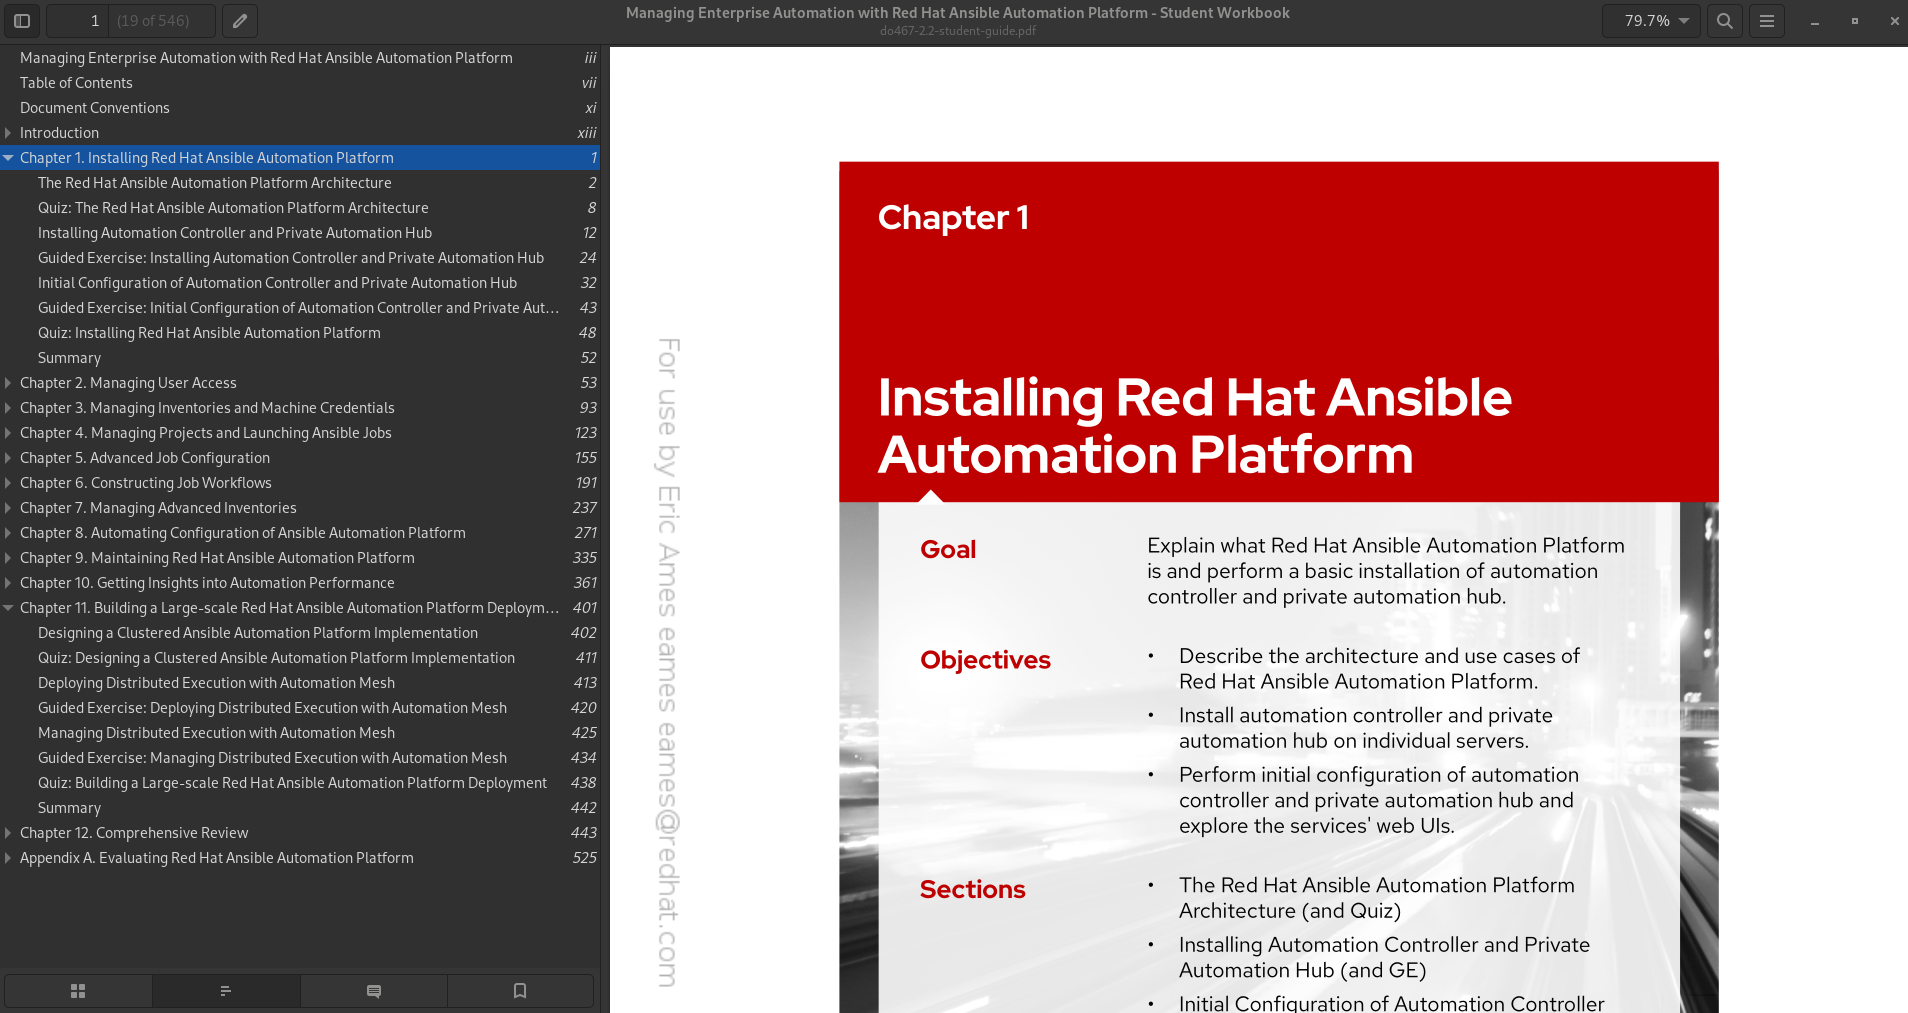 1 (19 of 546)
Managing Enterprise Automation with Red Hat Ansible Automation Platform - Student Workbook
do467-2.2-student-guide.pdf
79.7%
Managing Enterprise Automation with Red Hat Ansible Automation Platform iii
Table of Contents vii
Document Conventions xi
Introduction xiii
Chapter 1. Installing Red Hat Ansible Automation Platform 1
The Red Hat Ansible Automation Platform Architecture 2
Quiz: The Red Hat Ansible Automation Platform Architecture 8
Installing Automation Controller and Private Automation Hub 12
Guided Exercise: Installing Automation Controller and Private Automation Hub 24
Initial Configuration of Automation Controller and Private Automation Hub 32
Guided Exercise: Initial Configuration of Automation Controller and Private Aut... 43
Quiz: Installing Red Hat Ansible Automation Platform 48
Summary 52
Chapter 2. Managing User Access 53
Chapter 3. Managing Inventories and Machine Credentials 93
Chapter 4. Managing Projects and Launching Ansible Jobs 123
Chapter 5. Advanced Job Configuration 155
Chapter 6. Constructing Job Workflows 191
Chapter 7. Managing Advanced Inventories 237
Chapter 8. Automating Configuration of Ansible Automation Platform 271
Chapter 9. Maintaining Red Hat Ansible Automation Platform 335
Chapter 10. Getting Insights into Automation Performance 361
Chapter 11. Building a Large-scale Red Hat Ansible Automation Platform Deploym... 401
Designing a Clustered Ansible Automation Platform Implementation 402
Quiz: Designing a Clustered Ansible Automation Platform Implementation 411
Deploying Distributed Execution with Automation Mesh 413
Guided Exercise: Deploying Distributed Execution with Automation Mesh 420
Managing Distributed Execution with Automation Mesh 425
Guided Exercise: Managing Distributed Execution with Automation Mesh 434
Quiz: Building a Large-scale Red Hat Ansible Automation Platform Deployment 438
Summary 442
Chapter 12. Comprehensive Review 443
Appendix A. Evaluating Red Hat Ansible Automation Platform 525
For use by Eric Ames eames@redhat.com
Chapter 1
Installing Red Hat Ansible
Automation Platform
Goal
Explain what Red Hat Ansible Automation Platform
is and perform a basic installation of automation
controller and private automation hub.
Objectives
• Describe the architecture and use cases of
Red Hat Ansible Automation Platform.
• Install automation controller and private
automation hub on individual servers.
• Perform initial configuration of automation
controller and private automation hub and
explore the services' web UIs.
Sections
• The Red Hat Ansible Automation Platform
Architecture (and Quiz)
• Installing Automation Controller and Private
Automation Hub (and GE)
• Initial Configuration of Automation Controller